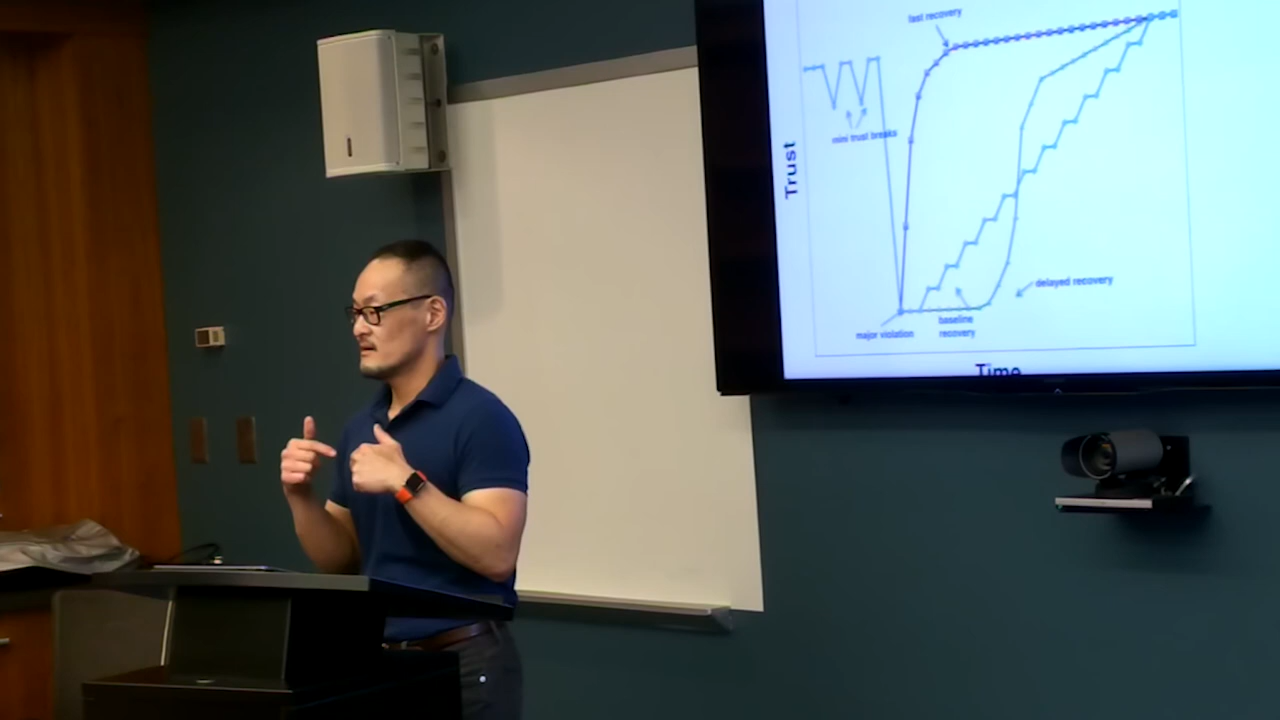 fast recovery
mini trust breaks
Trust
delayed recovery
major violation
baseline
recovery
Time